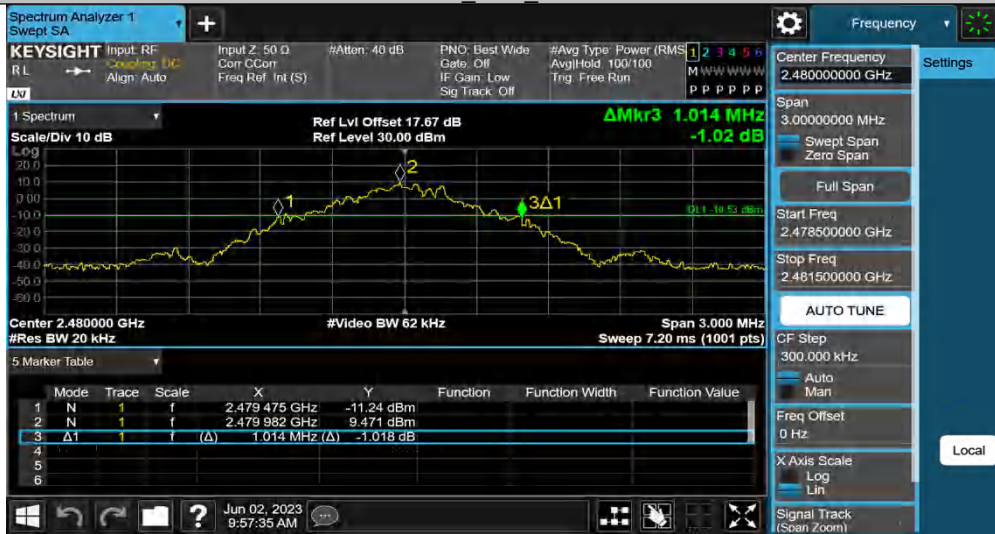 Spectrum Analyzer 1
Swept SA
+
Frequency
KEYSIGHT
RL
LXI
Input: RF
Coupling: DC
Align: Auto
Input Z: 50 Ω
Corr CCorr
Freq Ref: Int (S)
#Atten: 40 dB
PNO: Best Wide
Gate: Off
IF Gain: Low
Sig Track: Off
#Avg Type: Power (RMS
Avg|Hold: 100/100
Trig: Free Run
1 2 3 4 5 6
M W W W W W
P P P P P P
1 Spectrum
Scale/Div 10 dB
Ref Lvl Offset 17.67 dB
Ref Level 30.00 dBm
ΔMkr3 1.014 MHz
-1.02 dB
Log
20.0
10.0
0.00
-10.0
-20.0
-30.0
-40.0
-50.0
-60.0
1
2
3Δ1
DL1 -10.53 dBm
Center 2.480000 GHz
#Res BW 20 kHz
#Video BW 62 kHz
Span 3.000 MHz
Sweep 7.20 ms (1001 pts)
5 Marker Table
Mode Trace Scale X Y Function Function Width Function Value
1 N 1 f 2.479 475 GHz -11.24 dBm
2 N 1 f 2.479 982 GHz 9.471 dBm
3 Δ1 1 f (Δ) 1.014 MHz (Δ) -1.018 dB
4
5
6
?
Jun 02, 2023
9:57:35 AM
Center Frequency
2.480000000 GHz
Span
3.00000000 MHz
Swept Span
Zero Span
Full Span
Start Freq
2.478500000 GHz
Stop Freq
2.481500000 GHz
AUTO TUNE
CF Step
300.000 kHz
Auto
Man
Freq Offset
0 Hz
X Axis Scale
Log
Lin
Signal Track
(Span Zoom)
Settings
Local